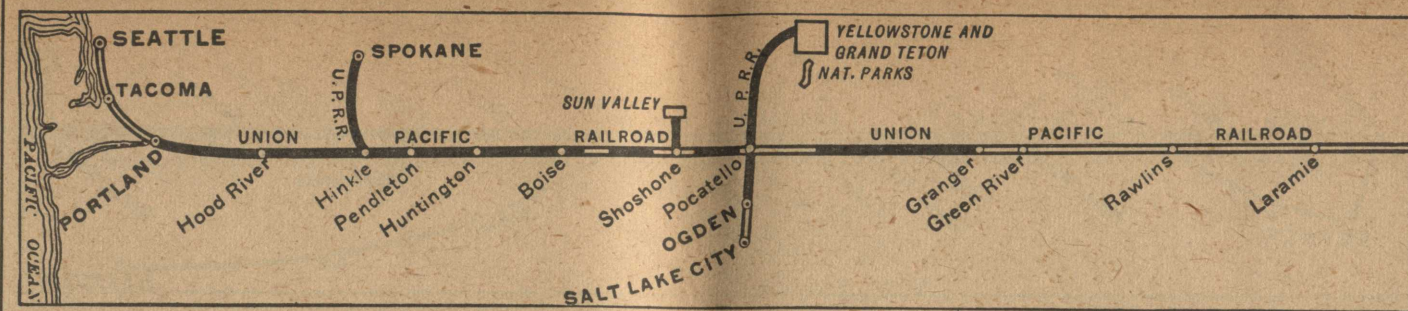 SEATTLE
TACOMA
PORTLAND
PACIFIC OCEAN
Hood River
UNION PACIFIC RAILROAD
SPOKANE
U.P.R.R.
Hinkle
Pendleton
Huntington
Boise
SUN VALLEY
Shoshone
Pocatello
OGDEN
SALT LAKE CITY
U. P. R. R.
YELLOWSTONE AND
GRAND TETON
NAT. PARKS
UNION PACIFIC RAILROAD
Granger
Green River
Rawlins
Laramie